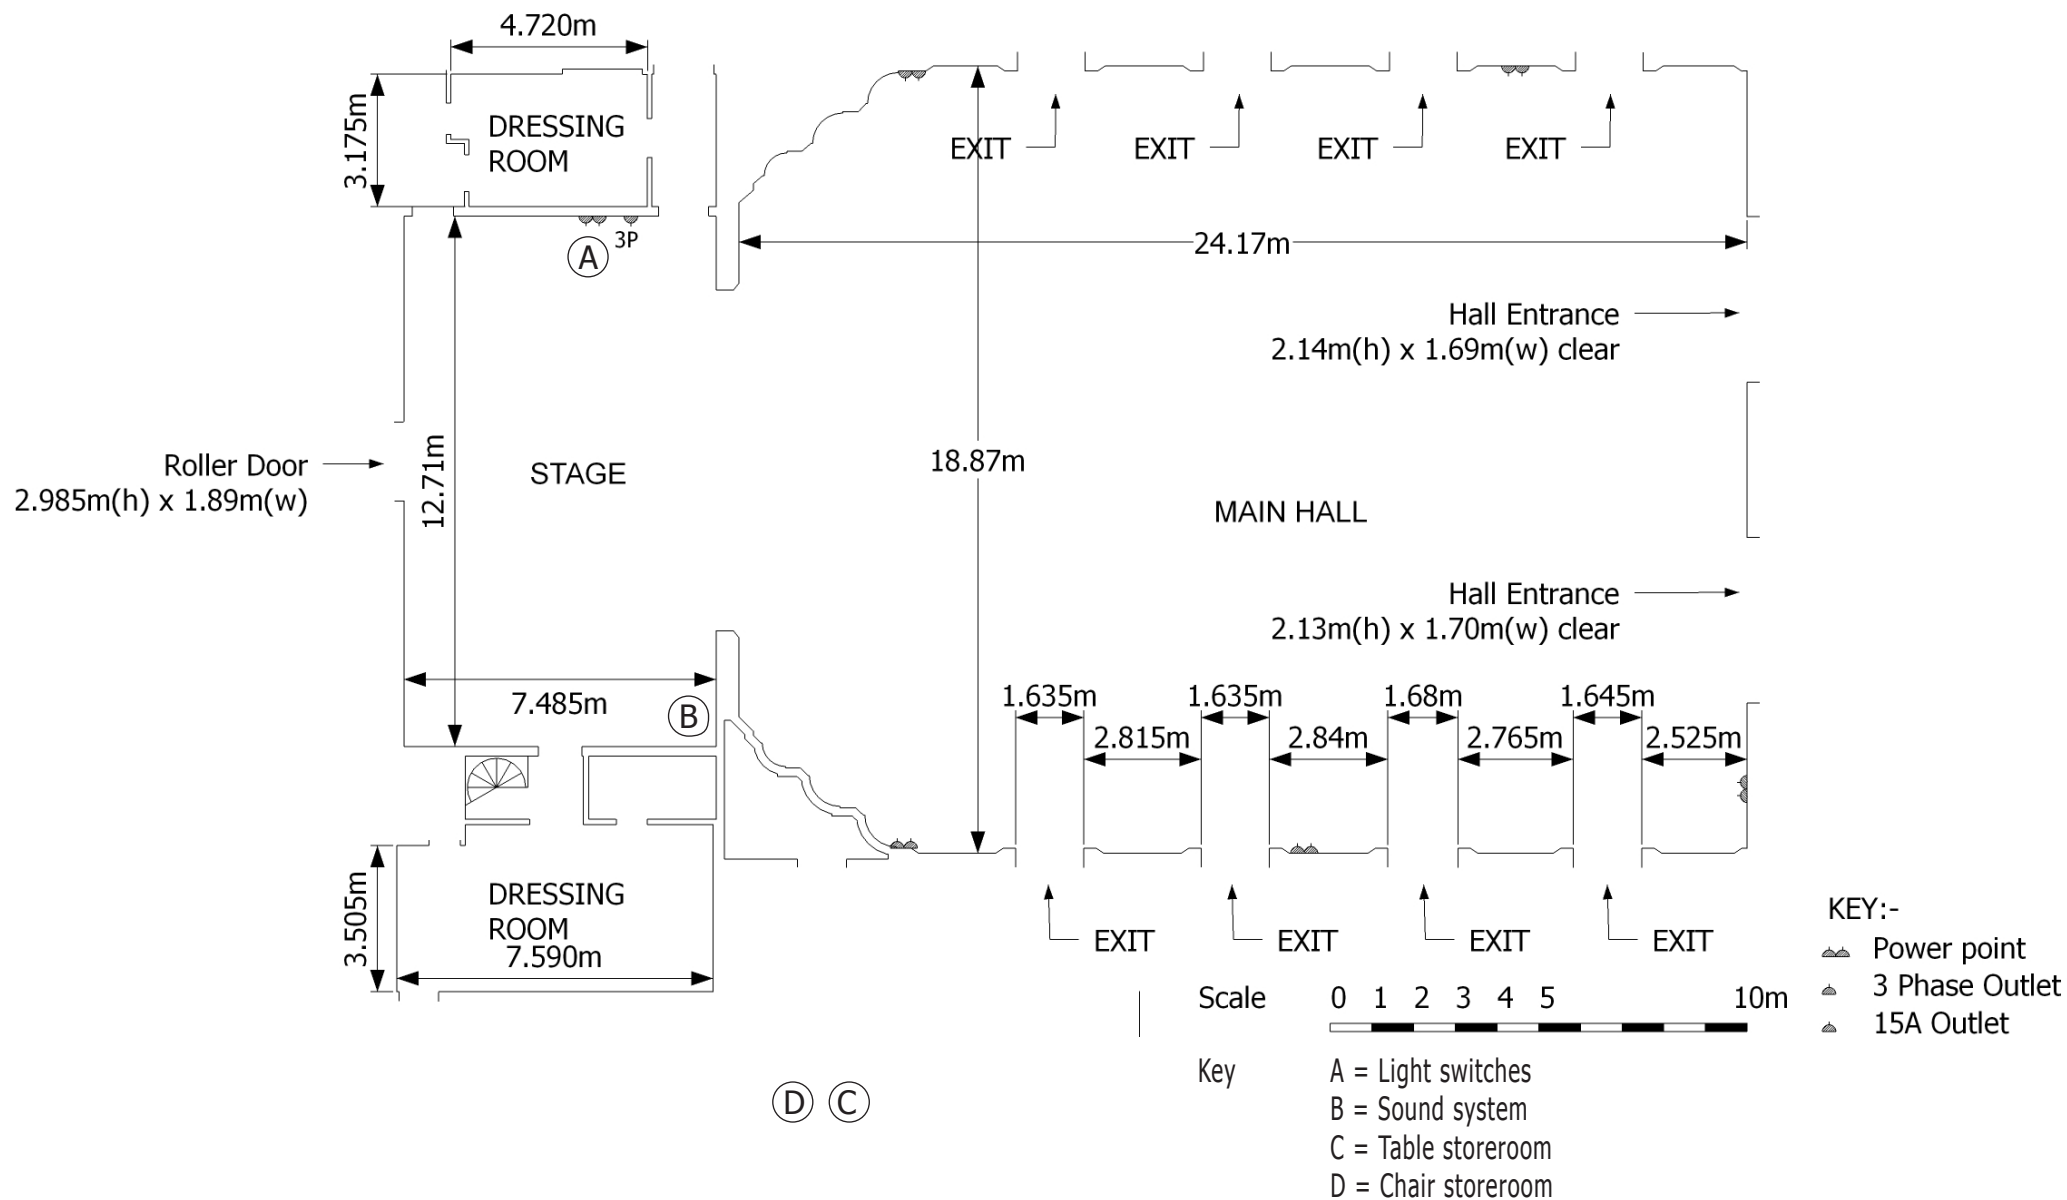 4.720m
3.175m
DRESSING
ROOM
EXIT
EXIT
EXIT
EXIT
3P
A
24.17m
Hall Entrance
2.14m(h) x 1.69m(w) clear
Roller Door
2.985m(h) x 1.89m(w)
12.71m
STAGE
18.87m
MAIN HALL
Hall Entrance
2.13m(h) x 1.70m(w) clear
7.485m
B
1.635m
1.635m
1.68m
1.645m
2.815m
2.84m
2.765m
2.525m
3.505m
DRESSING
ROOM
7.590m
EXIT
EXIT
EXIT
EXIT
KEY:-
Power point
3 Phase Outlet
15A Outlet
Scale 0 1 2 3 4 5 10m
D C
Key A = Light switches
B = Sound system
C = Table storeroom
D = Chair storeroom